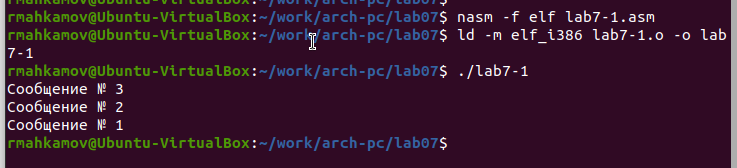 rmahkamov@Ubuntu-VirtualBox:~/work/arch-pc/lab07$
rmahkamov@Ubuntu-VirtualBox:~/work/arch-pc/lab07$ nasm -f elf lab7-1.asm
rmahkamov@Ubuntu-VirtualBox:~/work/arch-pc/lab07$ ld -m elf_i386 lab7-1.o -o lab
7-1
rmahkamov@Ubuntu-VirtualBox:~/work/arch-pc/lab07$ ./lab7-1
Сообщение № 3
Сообщение № 2
Сообщение № 1
rmahkamov@Ubuntu-VirtualBox:~/work/arch-pc/lab07$